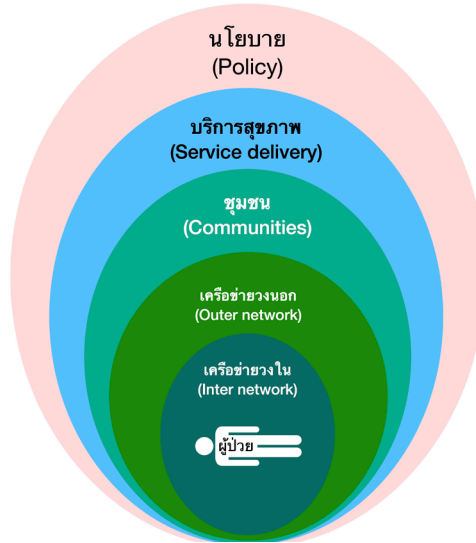 นโยบาย
(Policy)
บริการสุขภาพ
(Service delivery)
ชุมชน
(Communities)
เครือข่ายวงนอก
(Outer network)
เครือข่ายวงใน
(Inter network)
ผู้ป่วย